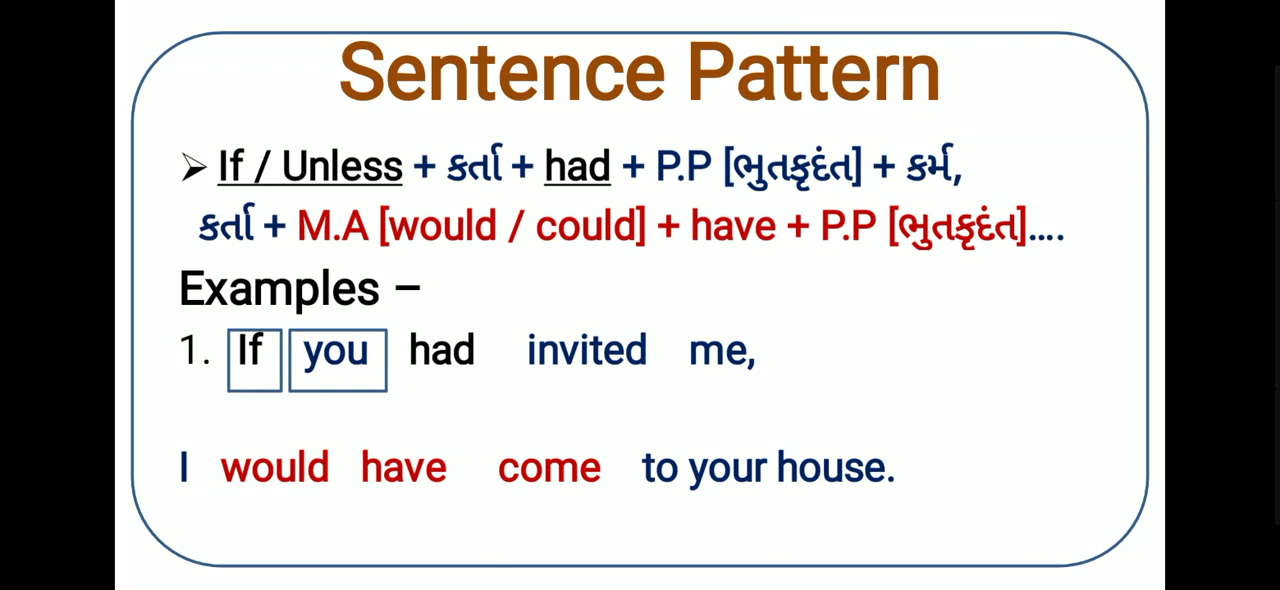 Sentence Pattern
➢ If / Unless + કર્તા + had + P.P [ભુતકૃદંત] + કર્મ,
કર્તા + M.A [would / could] + have + P.P [ભુતકૃદંત]....
Examples –
1. If you had invited me,
I would have come to your house.